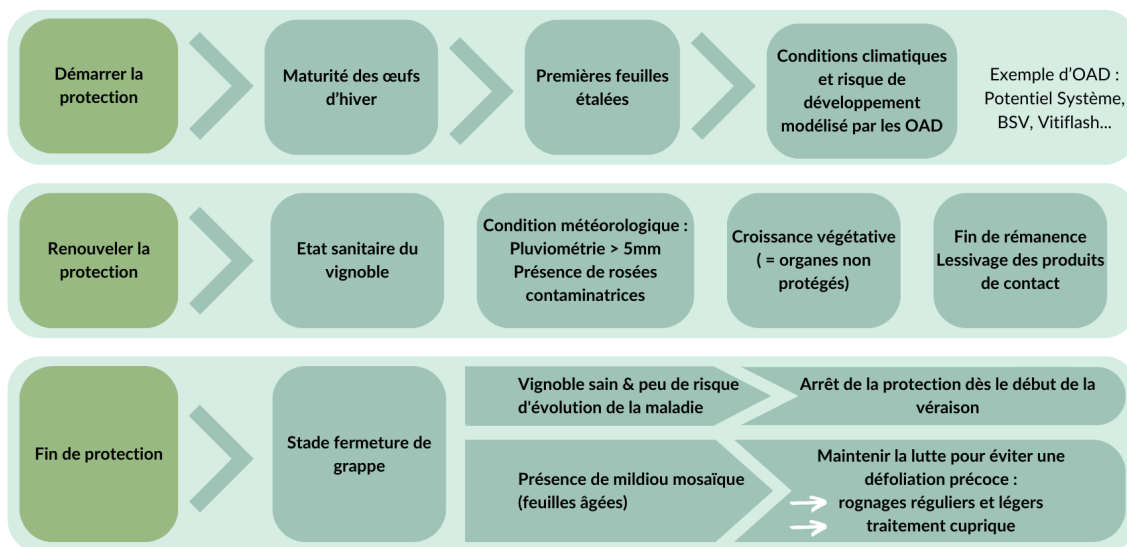 Démarrer la
protection
Maturité des œufs
d'hiver
Premières feuilles
étalées
Conditions climatiques
et risque de
développement
modélisé par les OAD
Exemple d'OAD :
Potentiel Système,
BSV, Vitiflash...
Renouveler la
protection
Etat sanitaire du
vignoble
Condition météorologique :
Pluviométrie > 5mm
Présence de rosées
contaminatrices
Croissance végétative
( = organes non
protégés)
Fin de rémanence
Lessivage des produits
de contact
Fin de protection
Stade fermeture de
grappe
Vignoble sain & peu de risque
d'évolution de la maladie
Arrêt de la protection dès le début de la
véraison
Présence de mildiou mosaïque
(feuilles âgées)
Maintenir la lutte pour éviter une
défoliation précoce :
rognages réguliers et légers
traitement cuprique